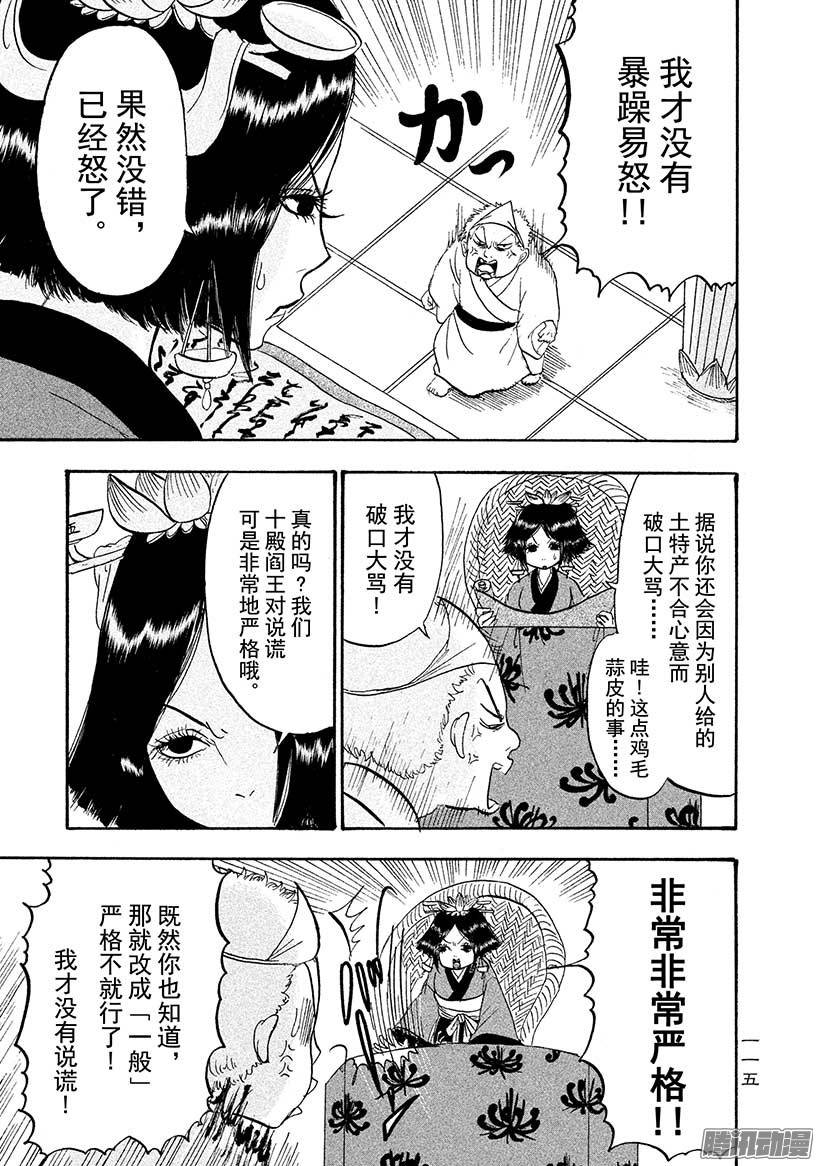 我才没有
暴躁易怒!!
かっ
果然没错，
已经怒了。
据说你还会因为别人给的
土特产不合心意而
破口大骂……
哇！这点鸡毛
蒜皮的事……
我才没有
破口大骂！
真的吗？我们
十殿阎王对说谎
可是非常地严格哦。
五
非常非常严格!!
既然你也知道，
那就改成「一般」
严格不就行了！
我才没有说谎！
一一五
腾讯动漫